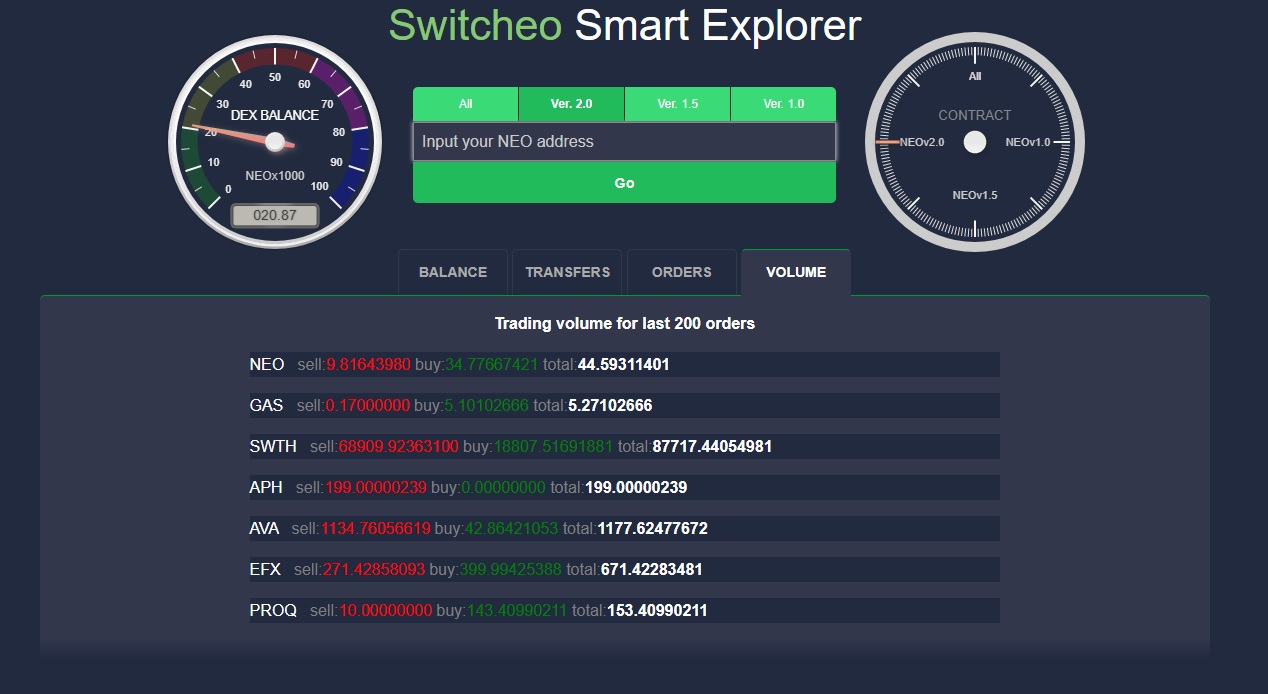 Switcheo Smart Explorer
0
10
20
30
40
50
60
70
80
90
100
DEX BALANCE
NEOx1000
020.87
All Ver. 2.0 Ver. 1.5 Ver. 1.0
Input your NEO address
Go
All
CONTRACT
NEOv2.0 NEOv1.0
NEOv1.5
BALANCE TRANSFERS ORDERS VOLUME
Trading volume for last 200 orders
NEO sell:9.81643980 buy:34.77667421 total:44.59311401
GAS sell:0.17000000 buy:5.10102666 total:5.27102666
SWTH sell:68909.92363100 buy:18807.51691881 total:87717.44054981
APH sell:199.00000239 buy:0.00000000 total:199.00000239
AVA sell:1134.76056619 buy:42.86421053 total:1177.62477672
EFX sell:271.42858093 buy:399.99425388 total:671.42283481
PROQ sell:10.00000000 buy:143.40990211 total:153.40990211